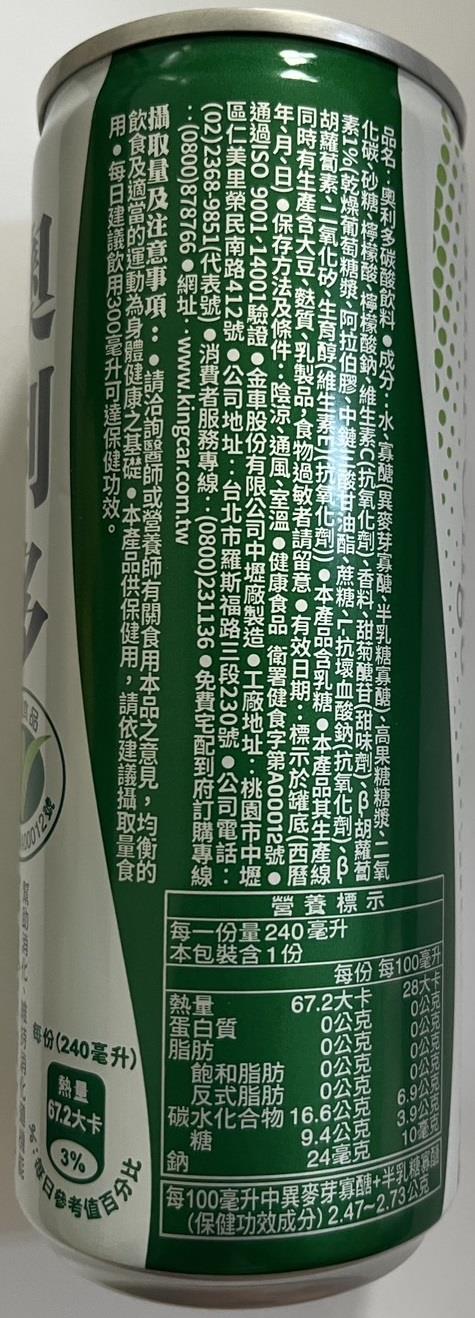 品名：奧利多碳酸飲料●成分：水、寡醣(異麥芽寡醣、半乳糖寡醣)、高果糖糖漿、二氧
化碳、砂糖、檸檬酸、檸檬酸鈉、維生素C(抗氧化劑)、香料、甜菊醣苷(甜味劑)、β-胡蘿蔔
素1%(乾燥葡萄糖漿、阿拉伯膠、中鏈三酸甘油酯、蔗糖、L-抗壞血酸鈉(抗氧化劑)、β-
胡蘿蔔素、二氧化矽、生育醇(維生素E)(抗氧化劑))●本產品含乳糖●本產品其生產線
同時有生產含大豆、麩質、乳製品，食物過敏者請留意●有效日期：標示於罐底(西曆
年、月、日)●保存方法及條件：陰涼、通風、室溫●健康食品 衛署健食字第A00012號●
通過ISO 9001、14001驗證●金車股份有限公司中壢廠製造●工廠地址：桃園市中壢
區仁美里榮民南路412號●公司地址：台北市羅斯福路三段230號●公司電話：
(02)2368-9851(代表號)●消費者服務專線：(0800)231136●免費宅配到府訂購專線
：(0800)878766●網址：www.kingcar.com.tw
攝取量及注意事項：●請洽詢醫師或營養師有關食用本品之意見，均衡的
飲食及適當的運動為身體健康之基礎●本產品供保健用，請依建議攝取量食
用●每日建議飲用300毫升可達保健功效。
營養標示
每一份量 240 毫升
本包裝含 1 份
每份 每100毫升
熱量 67.2大卡 28大卡
蛋白質 0公克 0公克
脂肪 0公克 0公克
飽和脂肪 0公克 0公克
反式脂肪 0公克 0公克
碳水化合物 16.6公克 6.9公克
糖 9.4公克 3.9公克
鈉 24毫克 10毫克
每100毫升中異麥芽寡醣+半乳糖寡醣
(保健功效成分) 2.47~2.73公克
每份(240毫升)
熱量
67.2大卡
3%
%：每日參考值百分比
利多